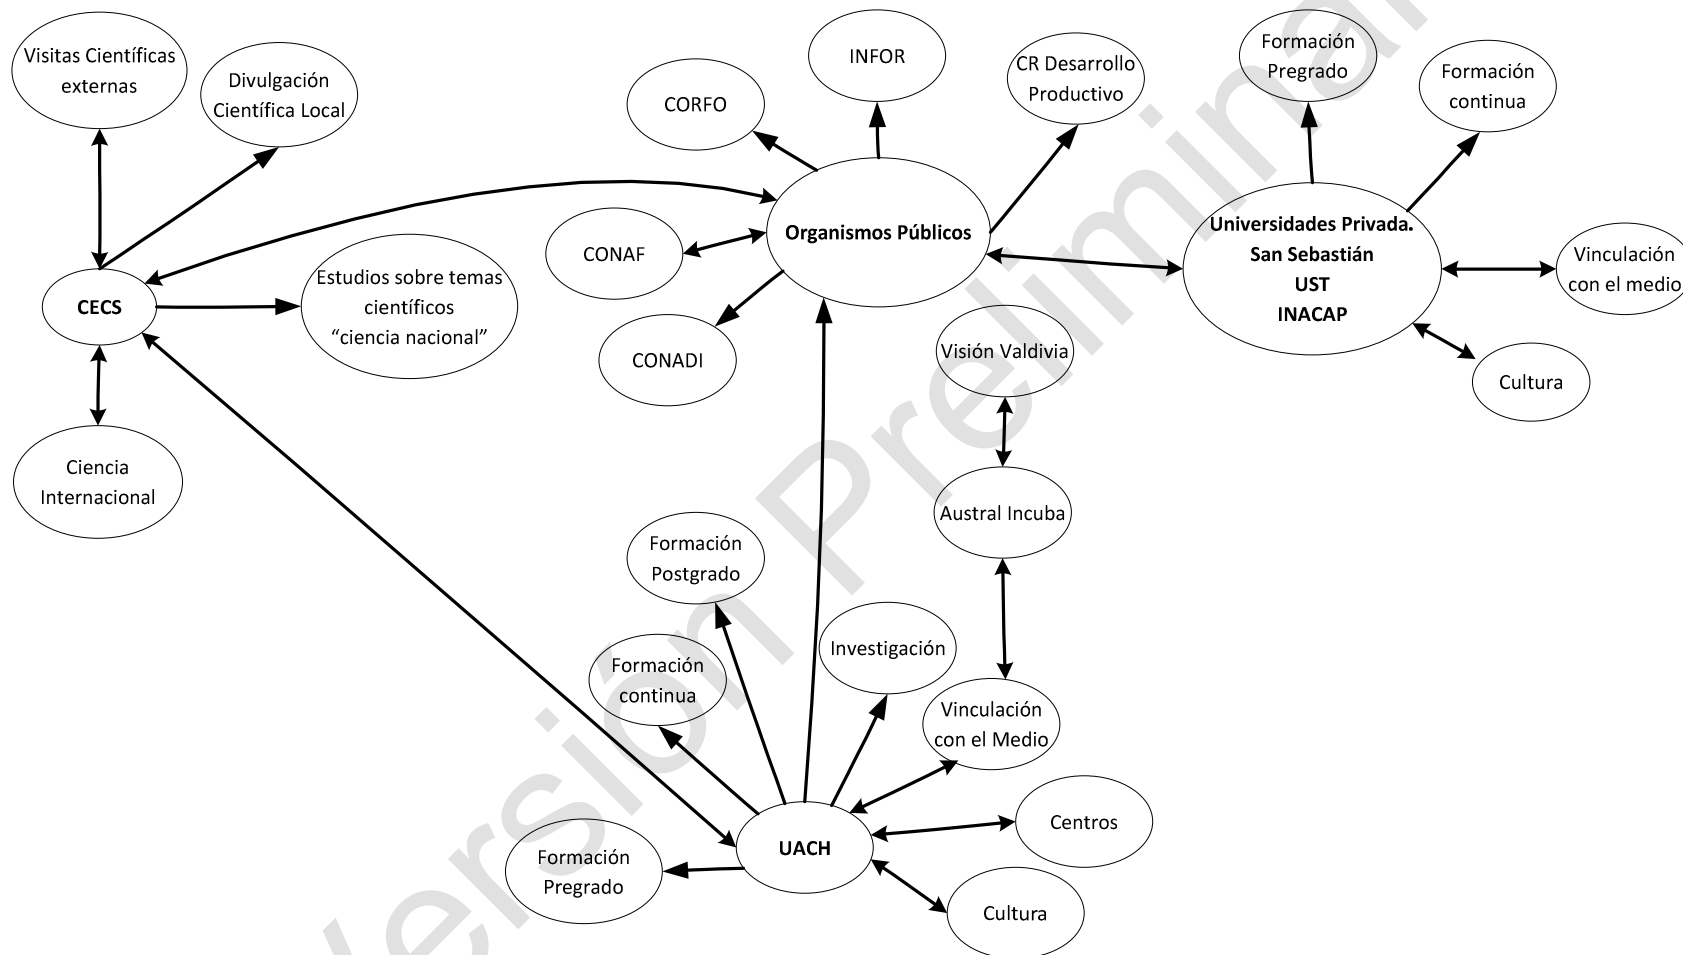 Visitas Científicas
externas
Divulgación
Científica Local
CORFO
INFOR
CR Desarrollo
Productivo
Formación
Pregrado
Formación
continua
CONAF
Organismos Públicos
Universidades Privada.
San Sebastián
UST
INACAP
Vinculación
con el medio
CECS
Estudios sobre temas
científicos
“ciencia nacional”
CONADI
Visión Valdivia
Cultura
Ciencia
Internacional
Austral Incuba
Formación
Postgrado
Formación
continua
Investigación
Vinculación
con el Medio
Centros
UACH
Formación
Pregrado
Cultura
Versión Preliminar